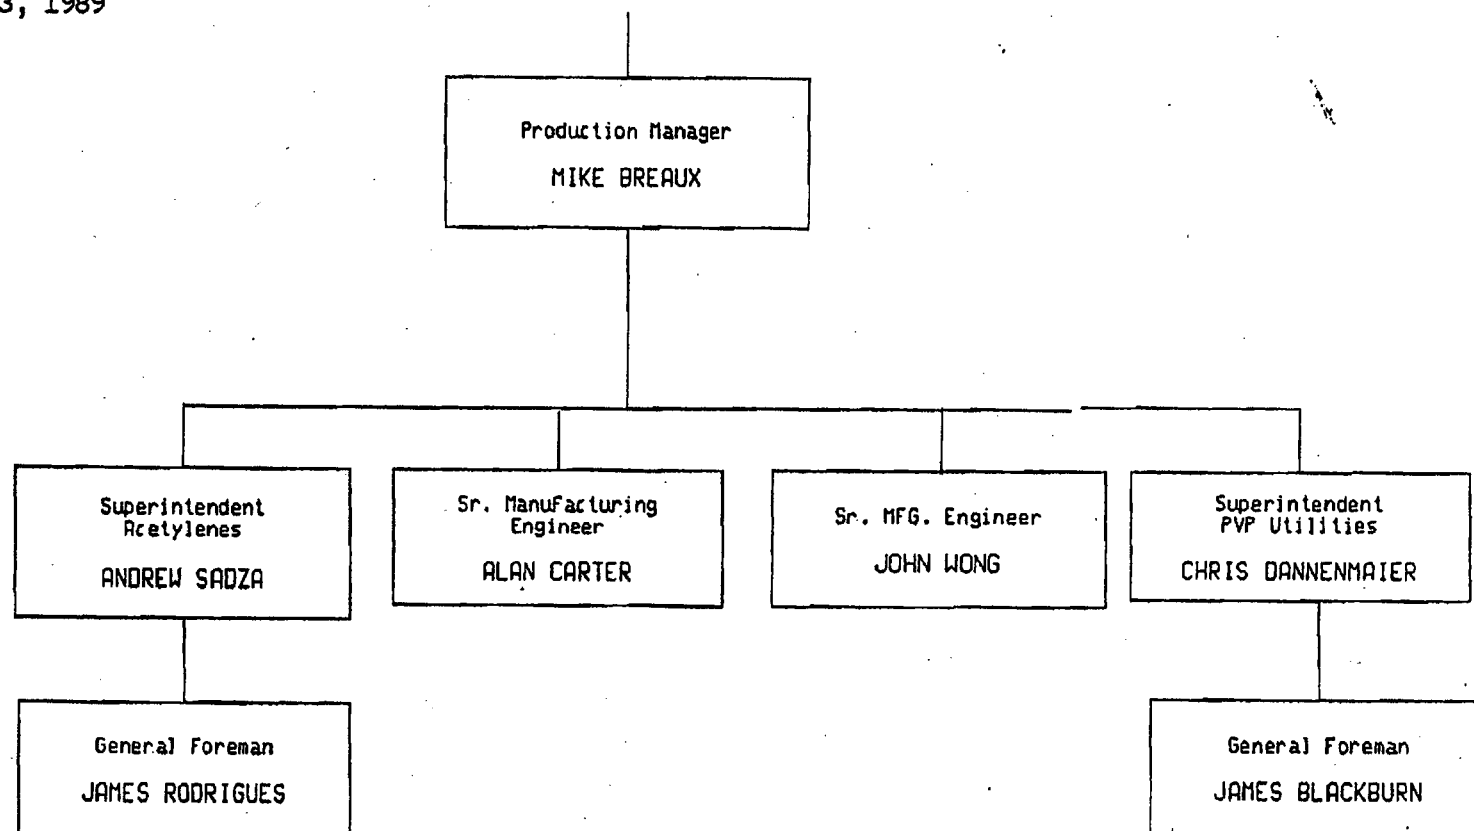 3, 1989
Production Manager
MIKE BREAUX
Superintendent
Acetylenes
ANDREW SADZA
Sr. Manufacturing
Engineer
ALAN CARTER
Sr. MFG. Engineer
JOHN WONG
Superintendent
PVP Utilities
CHRIS DANNENMAIER
General Foreman
JAMES RODRIGUES
General Foreman
JAMES BLACKBURN